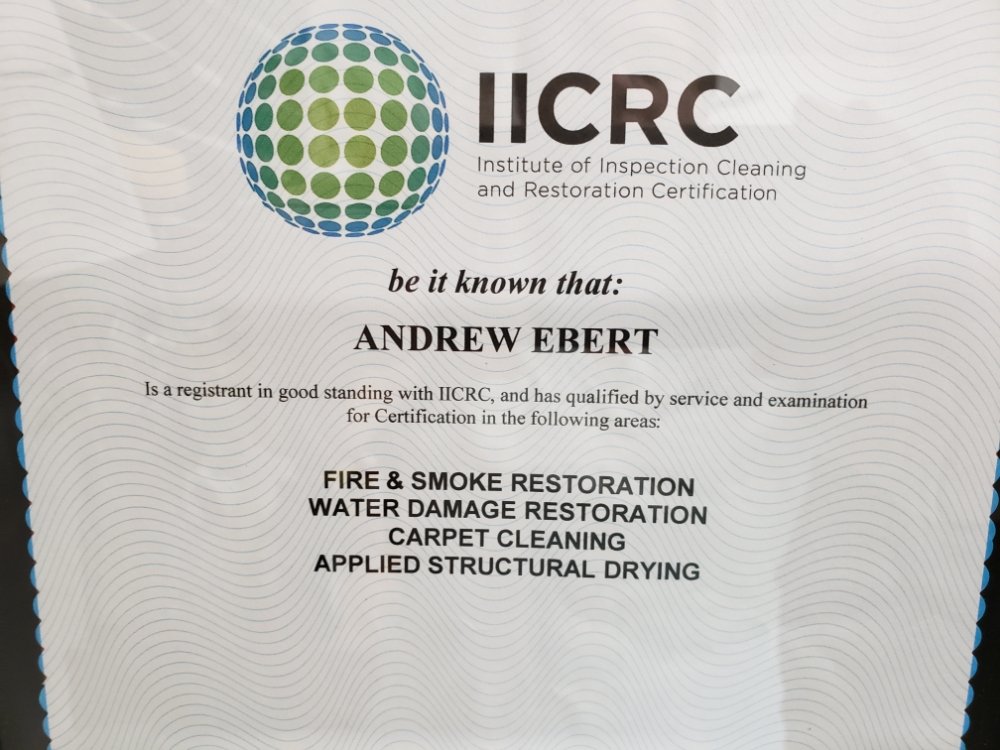 IICRC
Institute of Inspection Cleaning
and Restoration Certification
be it known that:
ANDREW EBERT
Is a registrant in good standing with IICRC, and has qualified by service and examination
for Certification in the following areas:
FIRE & SMOKE RESTORATION
WATER DAMAGE RESTORATION
CARPET CLEANING
APPLIED STRUCTURAL DRYING